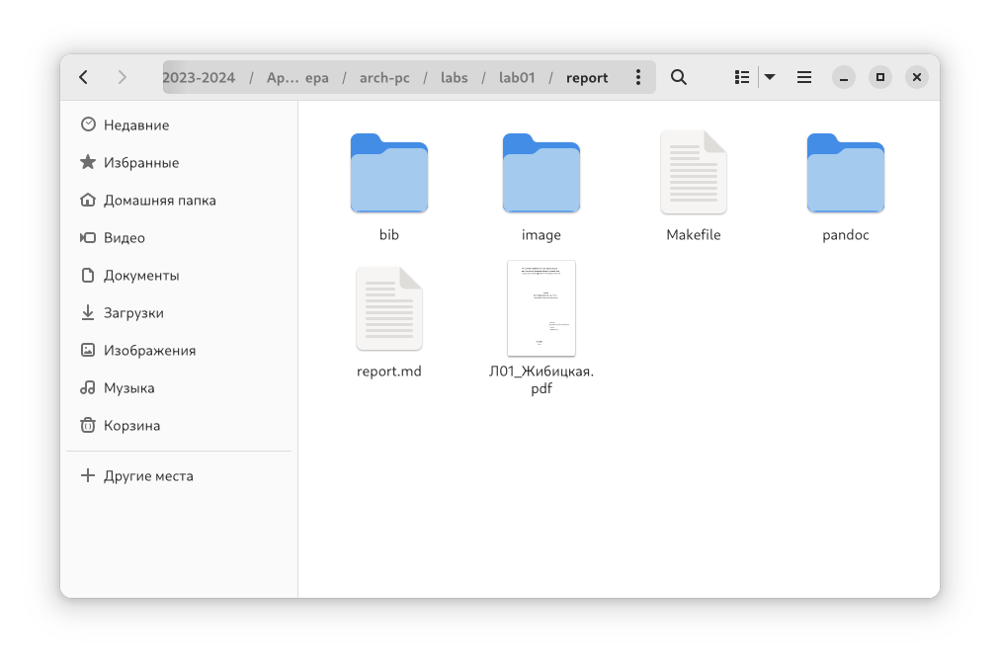 2023-2024 / Ар... ера / arch-pc / labs / lab01 / report
Недавние
Избранные
Домашняя папка
Видео
Документы
Загрузки
Изображения
Музыка
Корзина
Другие места
bib
image
Makefile
pandoc
report.md
Л01_Жибицкая.
pdf